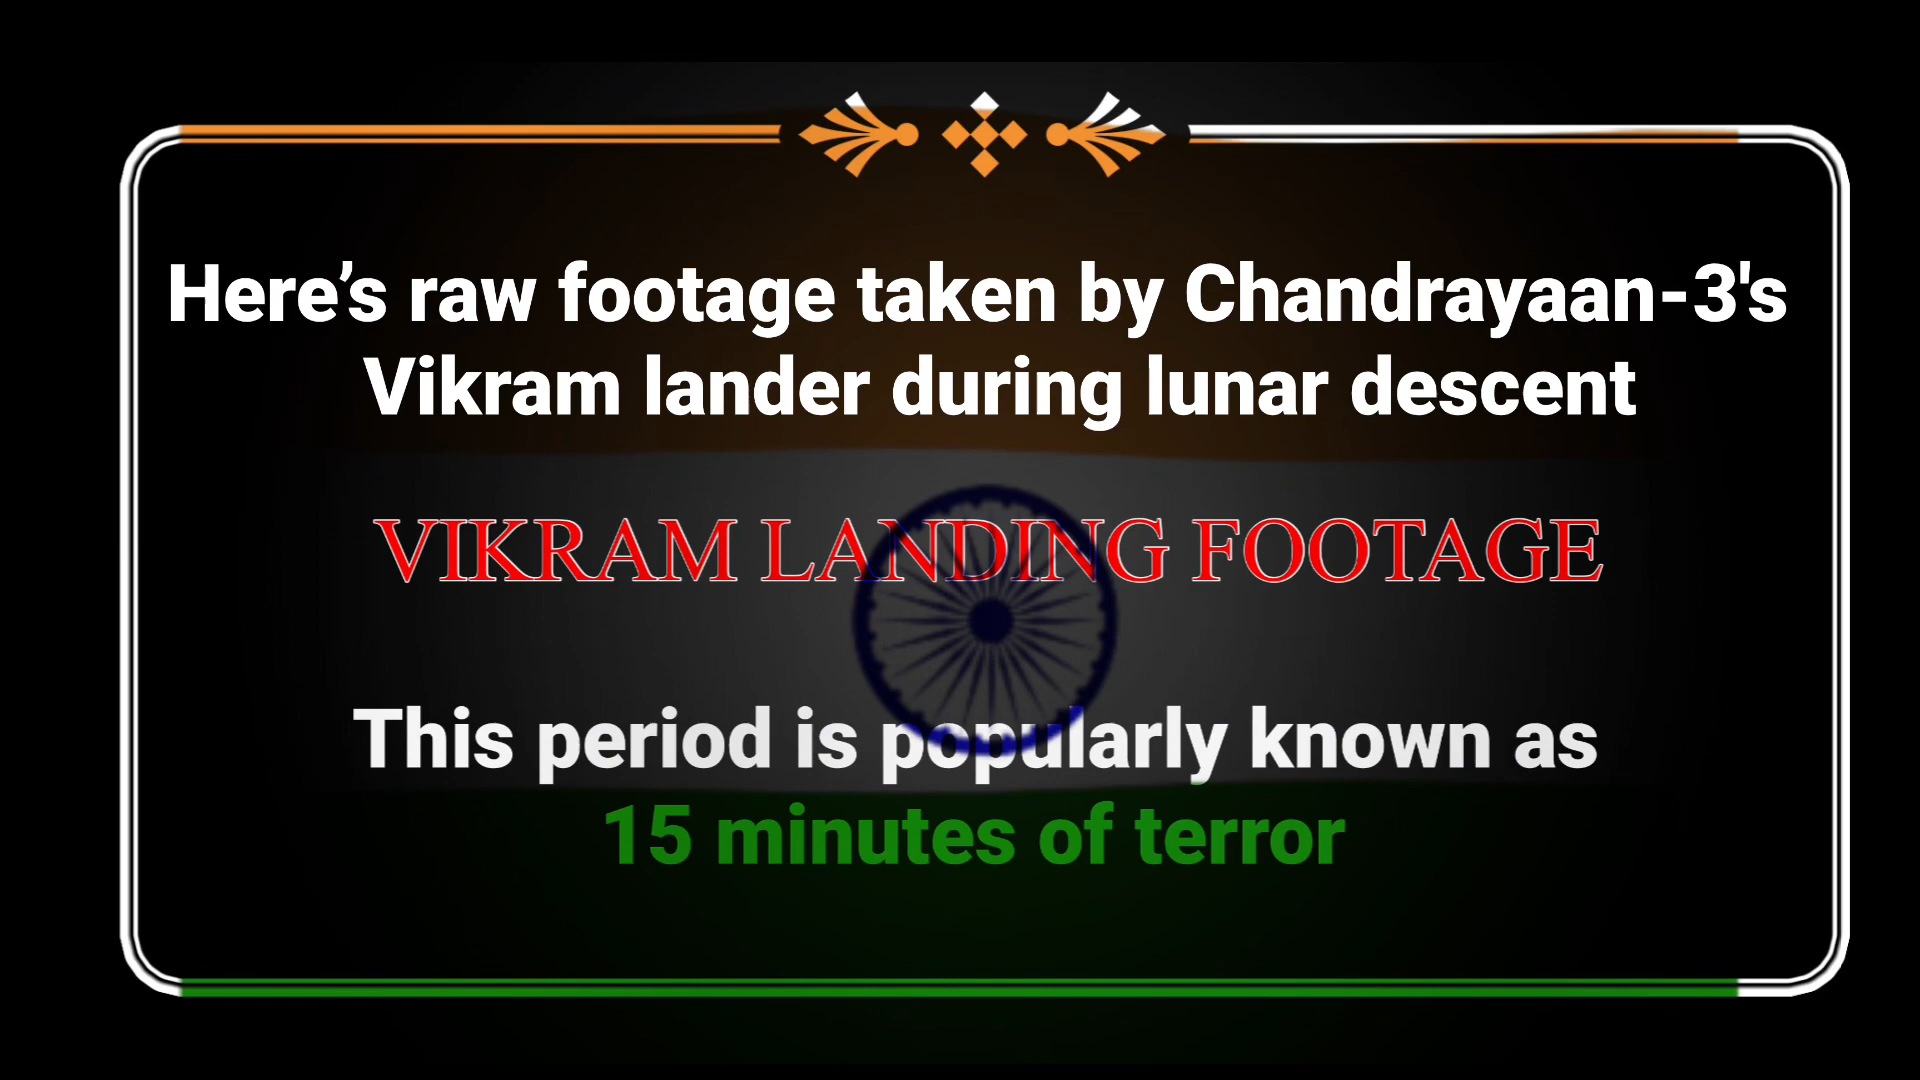 Here’s raw footage taken by Chandrayaan-3's
Vikram lander during lunar descent
VIKRAM LANDING FOOTAGE
This period is popularly known as
15 minutes of terror